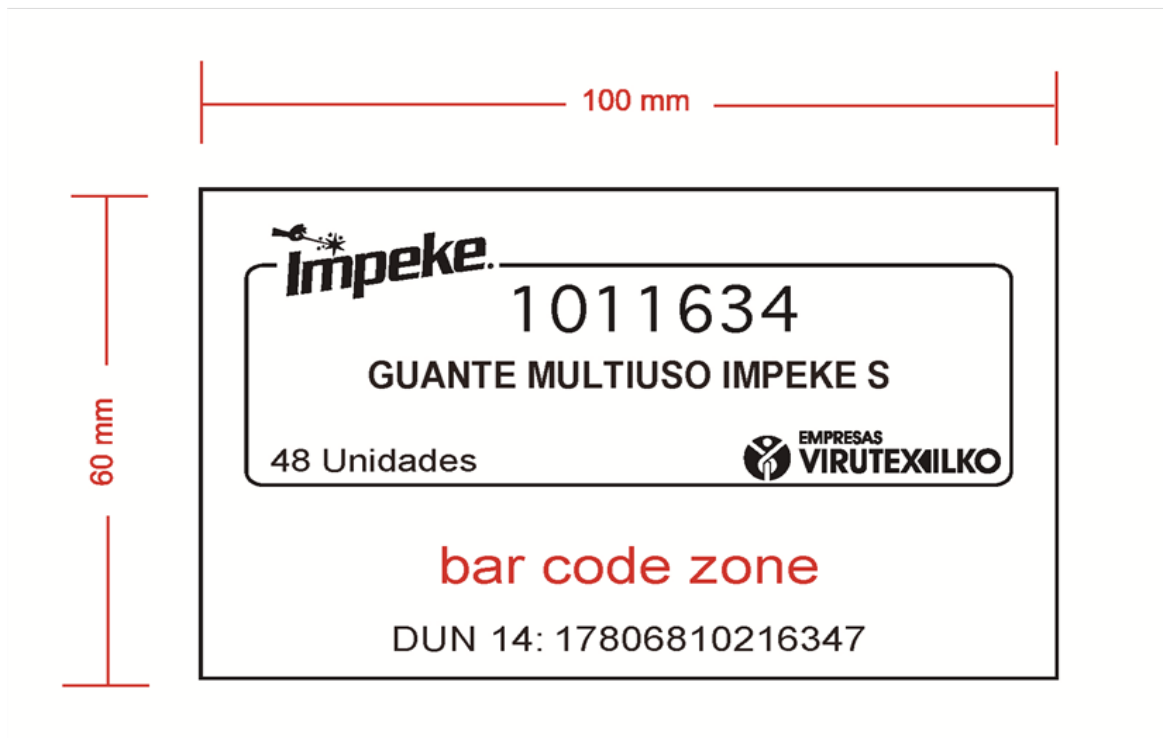 100 mm
60 mm
Impeke.
1011634
GUANTE MULTIUSO IMPEKE S
48 Unidades
EMPRESAS
VIRUTEXILKO
bar code zone
DUN 14: 17806810216347